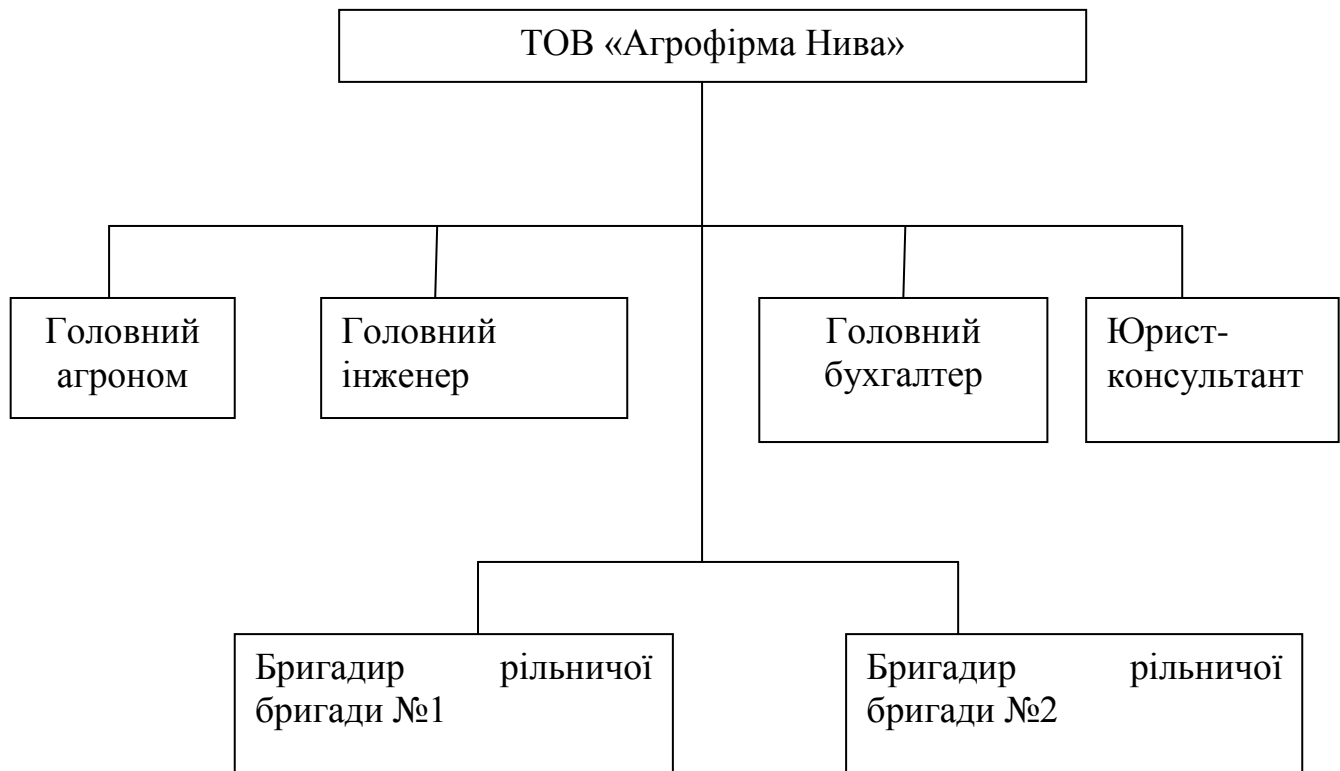 ТОВ «Агрофірма Нива»
Головний
агроном
Головний
інженер
Головний
бухгалтер
Юрист-
консультант
Бригадир рільничої
бригади №1
Бригадир рільничої
бригади №2